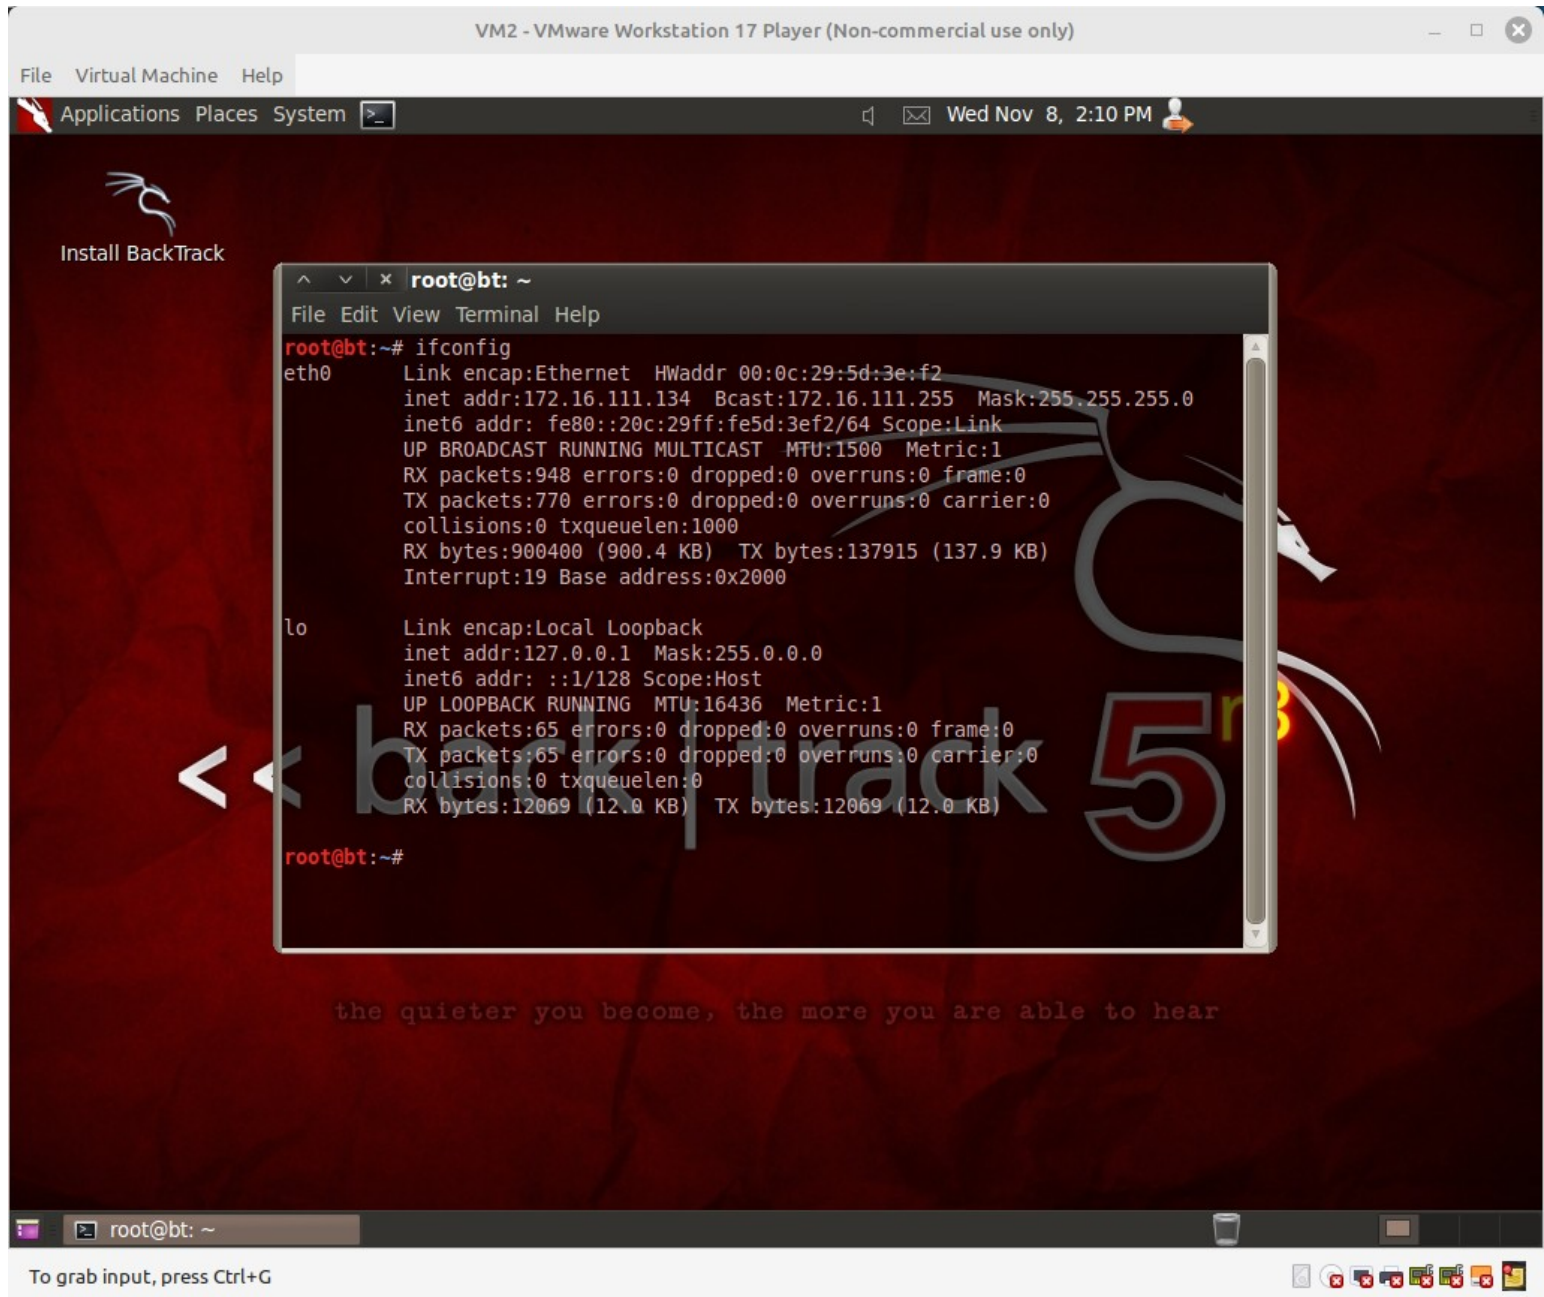 VM2 - VMware Workstation 17 Player (Non-commercial use only)
File Virtual Machine Help
Applications Places System Wed Nov 8, 2:10 PM
Install BackTrack
root@bt: ~
File Edit View Terminal Help
root@bt:~# ifconfig
eth0 Link encap:Ethernet HWaddr 00:0c:29:5d:3e:f2
inet addr:172.16.111.134 Bcast:172.16.111.255 Mask:255.255.255.0
inet6 addr: fe80::20c:29ff:fe5d:3ef2/64 Scope:Link
UP BROADCAST RUNNING MULTICAST MTU:1500 Metric:1
RX packets:948 errors:0 dropped:0 overruns:0 frame:0
TX packets:770 errors:0 dropped:0 overruns:0 carrier:0
collisions:0 txqueuelen:1000
RX bytes:900400 (900.4 KB) TX bytes:137915 (137.9 KB)
Interrupt:19 Base address:0x2000
lo Link encap:Local Loopback
inet addr:127.0.0.1 Mask:255.0.0.0
inet6 addr: ::1/128 Scope:Host
UP LOOPBACK RUNNING MTU:16436 Metric:1
RX packets:65 errors:0 dropped:0 overruns:0 frame:0
TX packets:65 errors:0 dropped:0 overruns:0 carrier:0
collisions:0 txqueuelen:0
RX bytes:12069 (12.0 KB) TX bytes:12069 (12.0 KB)
root@bt:~#
<< back | track 5 r3
the quieter you become, the more you are able to hear
root@bt: ~
To grab input, press Ctrl+G